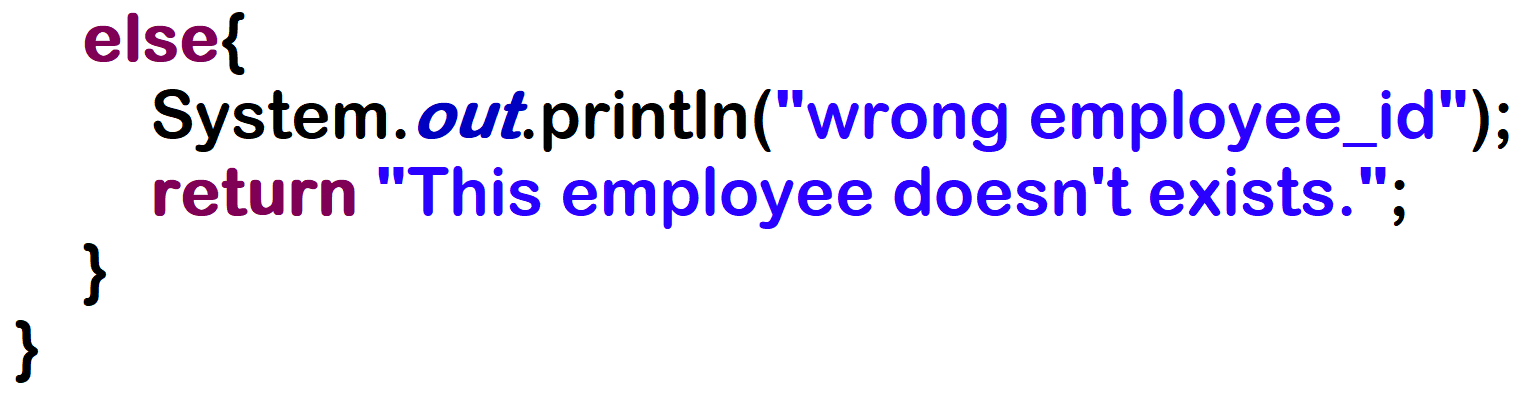 else{
System.out.println("wrong employee_id");
return "This employee doesn't exists.";
}
}